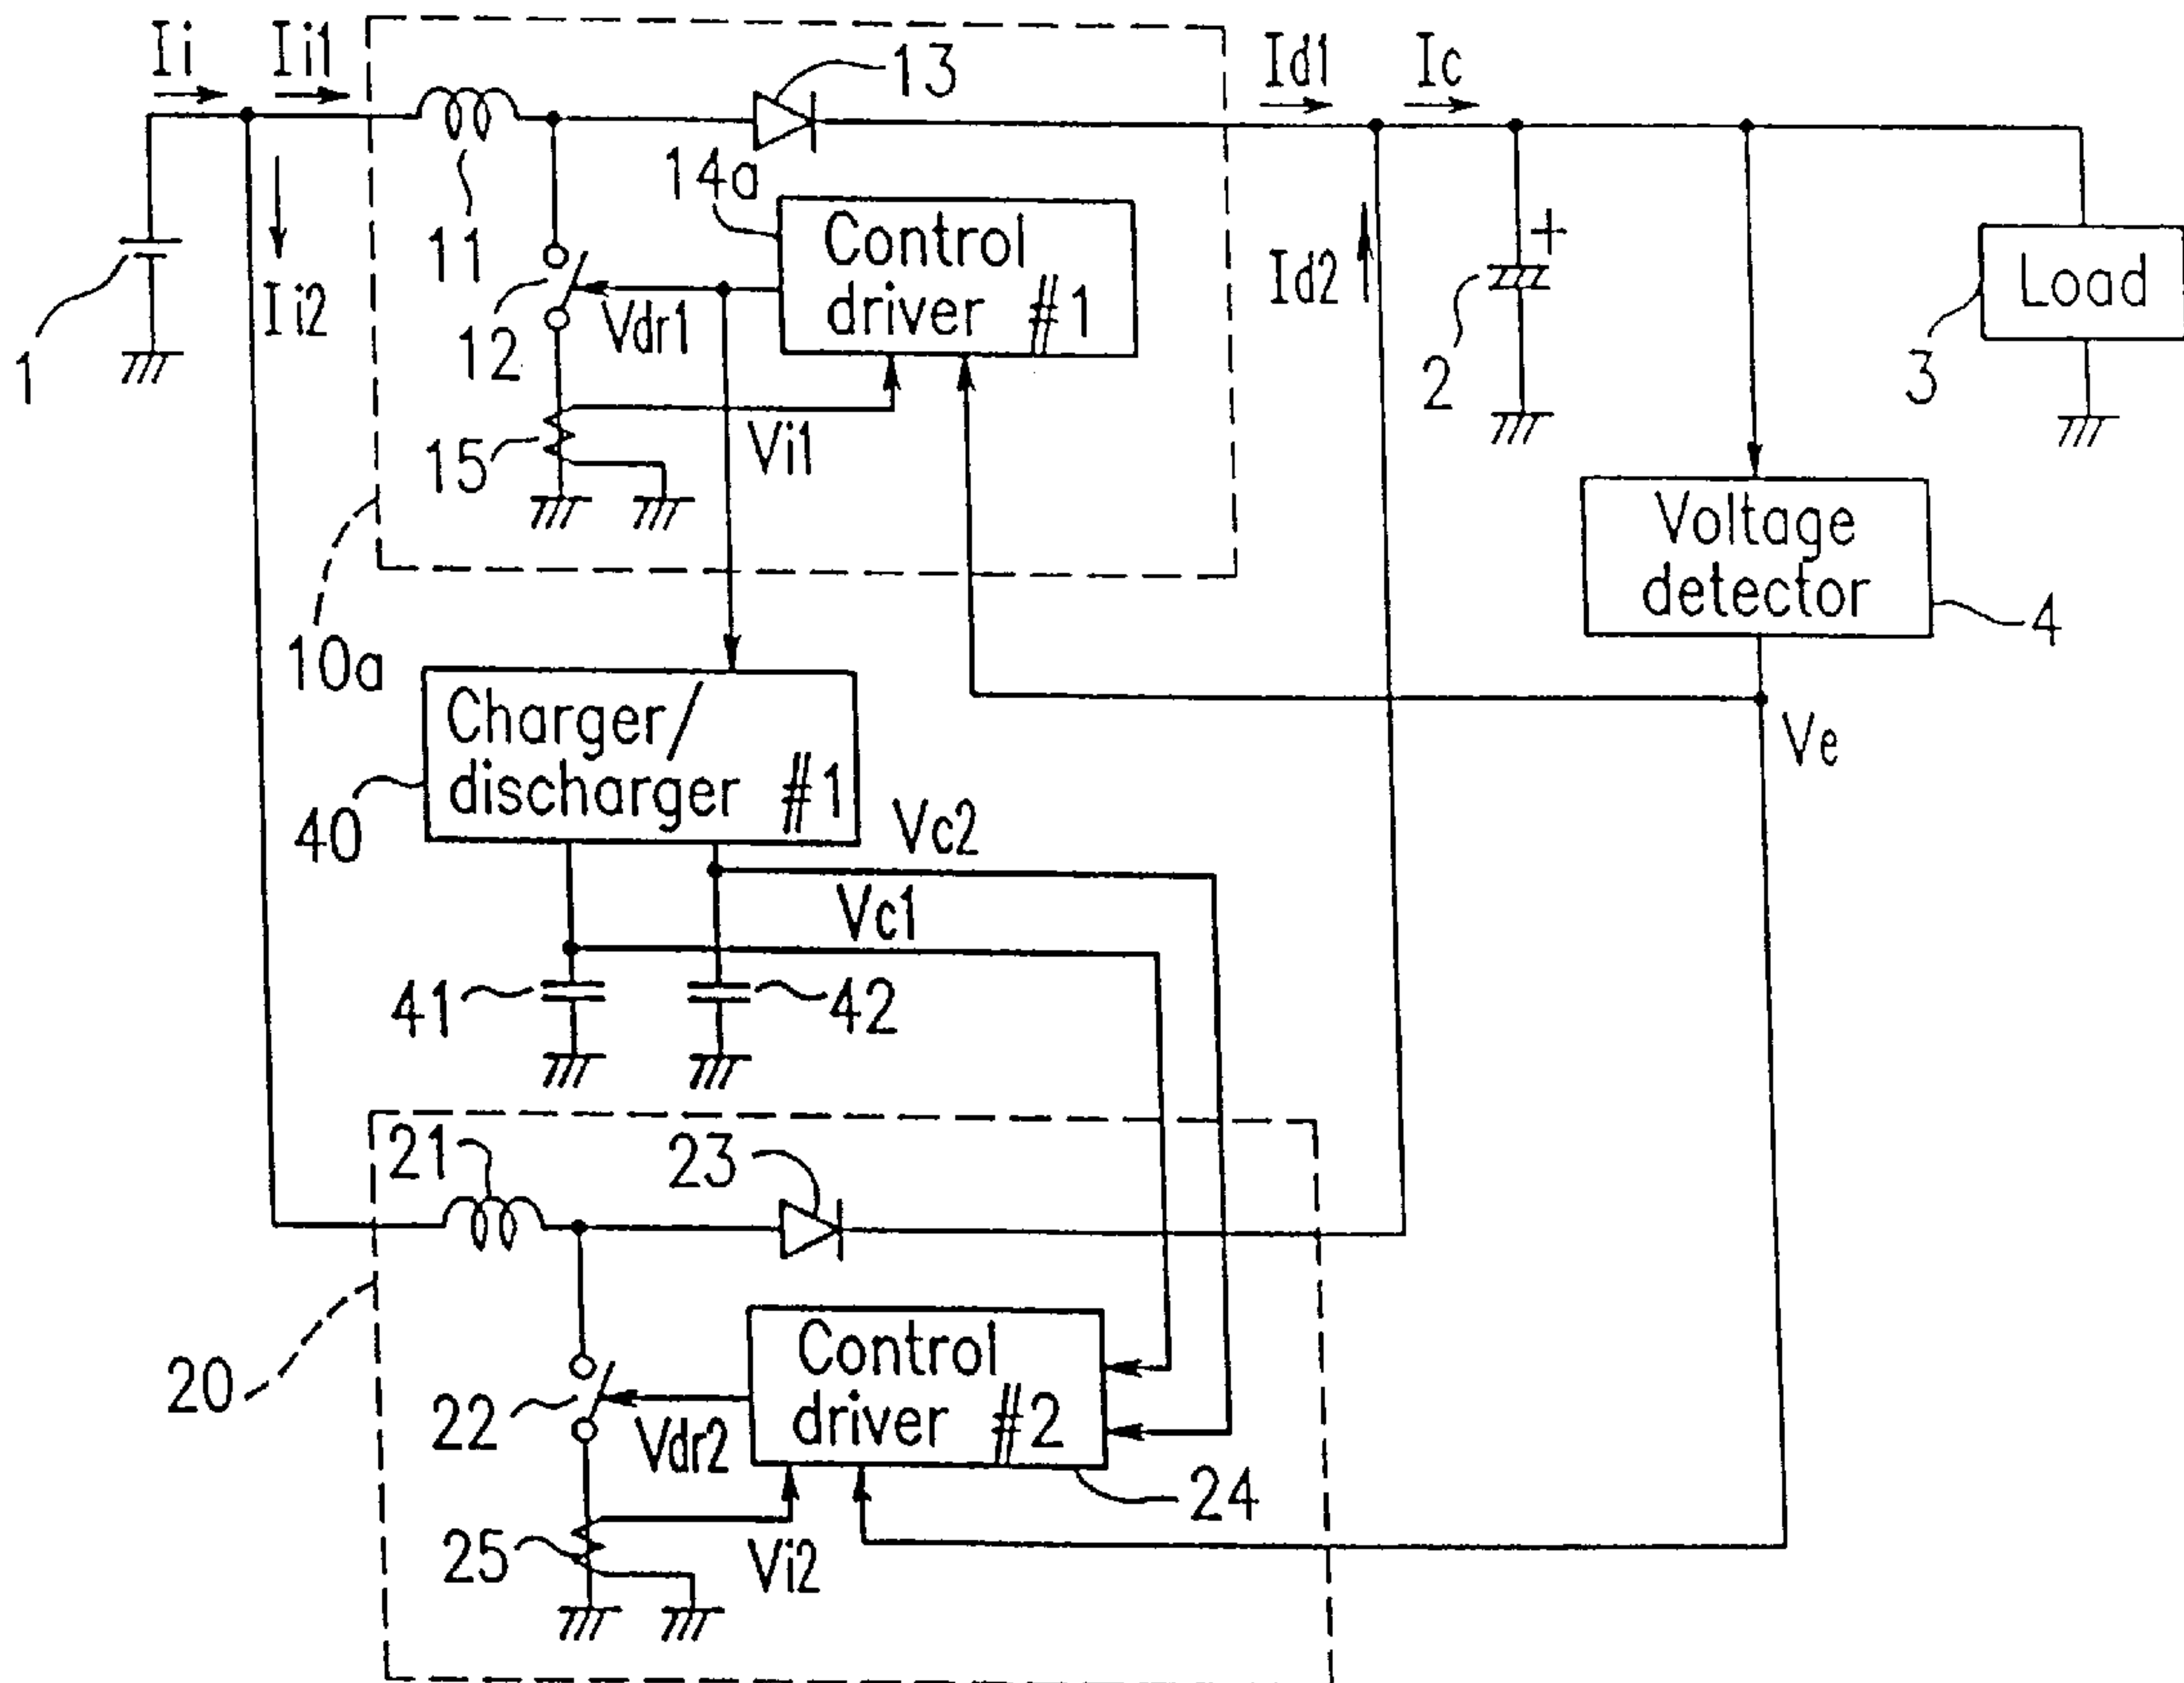 Ii
Ii1
Id1
Ic
13
14a
11
Control
driver #1
+
Load
Ii2
12
Vdr1
Id2
1
2
3
15
Vi1
Voltage
detector
4
10a
Charger/
discharger #1
Ve
40
Vc2
Vc1
41
42
21
23
20
Control
driver #2
22
Vdr2
24
25
Vi2